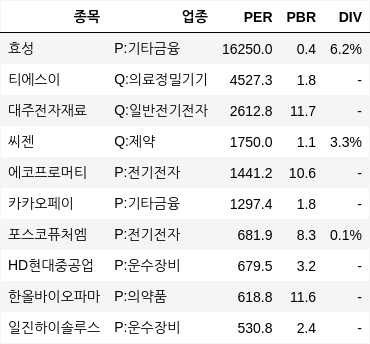 종목 업종 PER PBR DIV
효성 P:기타금융 16250.0 0.4 6.2%
티에스이 Q:의료정밀기기 4527.3 1.8 -
대주전자재료 Q:일반전기전자 2612.8 11.7 -
씨젠 Q:제약 1750.0 1.1 3.3%
에코프로머티 P:전기전자 1441.2 10.6 -
카카오페이 P:기타금융 1297.4 1.8 -
포스코퓨처엠 P:전기전자 681.9 8.3 0.1%
HD현대중공업 P:운수장비 679.5 3.2 -
한올바이오파마 P:의약품 618.8 11.6 -
일진하이솔루스 P:운수장비 530.8 2.4 -